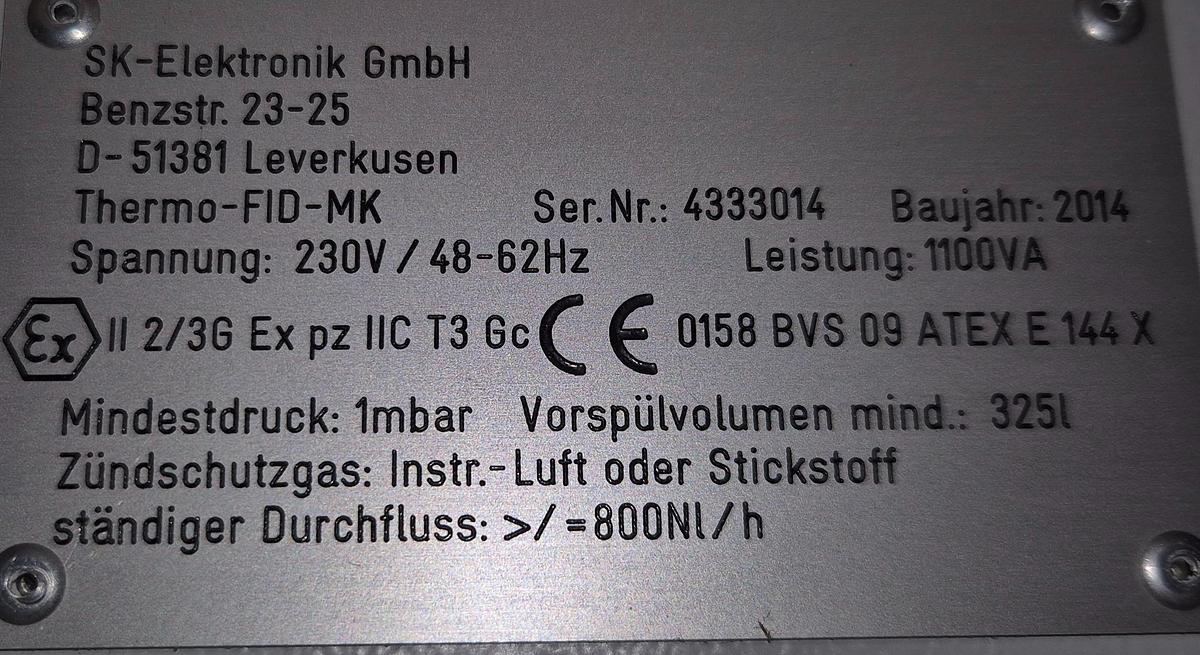 SK-Elektronik GmbH
Benzstr. 23-25
D-51381 Leverkusen
Thermo-FID-MK Ser.Nr.: 4333014 Baujahr: 2014
Spannung: 230V / 48-62Hz Leistung: 1100VA
Ex II 2/3G Ex pz IIC T3 Gc CE 0158 BVS 09 ATEX E 144 X
Mindestdruck: 1mbar Vorspülvolumen mind.: 325l
Zündschutzgas: Instr.-Luft oder Stickstoff
ständiger Durchfluss: >/=800Nl/h